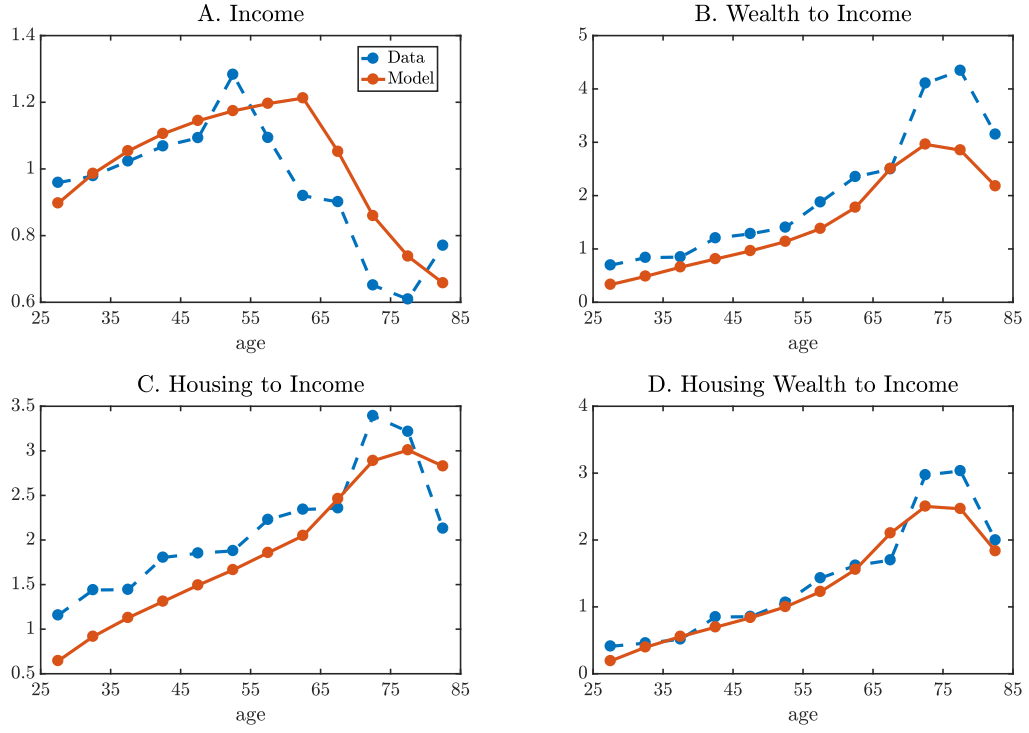 A. Income
1.4
1.2
1
0.8
0.6
25 35 45 55 65 75 85
age
Data
Model
B. Wealth to Income
5
4
3
2
1
0
25 35 45 55 65 75 85
age
C. Housing to Income
3.5
3
2.5
2
1.5
1
0.5
25 35 45 55 65 75 85
age
D. Housing Wealth to Income
4
3
2
1
0
25 35 45 55 65 75 85
age